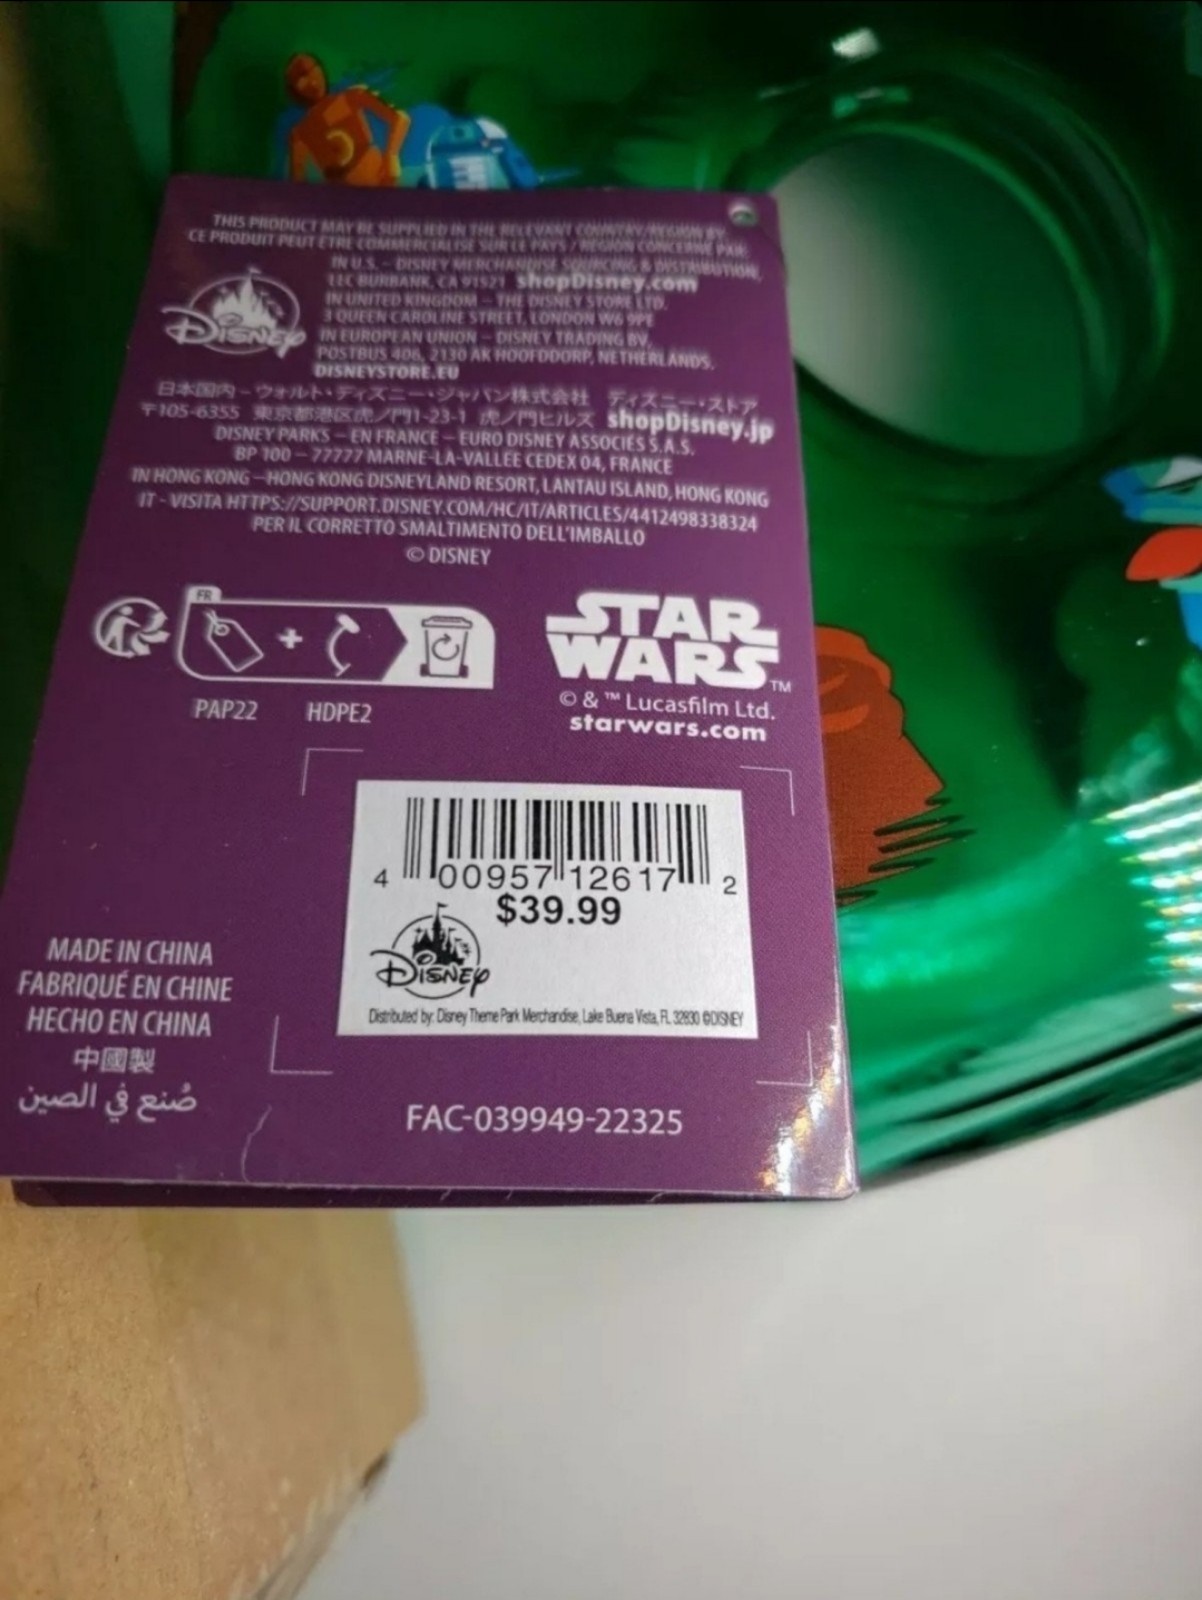 THIS PRODUCT MAY BE SUPPLIED IN THE RELEVANT COUNTRY/REGION BY:
CE PRODUIT PEUT ÊTRE COMMERCIALISÉ SUR LE PAYS / RÉGION CONCERNÉ PAR:
IN U.S. – DISNEY MERCHANDISE SOURCING & DISTRIBUTION,
LLC BURBANK, CA 91521 shopDisney.com
IN UNITED KINGDOM – THE DISNEY STORE LTD.
3 QUEEN CAROLINE STREET, LONDON W6 9PE
IN EUROPEAN UNION – DISNEY TRADING BV,
POSTBUS 406, 2130 AK HOOFDDORP, NETHERLANDS.
DISNEYSTORE.EU
DISNEY
日本国内 – ウォルト・ディズニー・ジャパン株式会社 ディズニー・ストア
〒105-6355 東京都港区虎ノ門1-23-1 虎ノ門ヒルズ shopDisney.jp
DISNEY PARKS – EN FRANCE – EURO DISNEY ASSOCIÉS S.A.S.
BP 100 – 77777 MARNE-LA-VALLÉE CEDEX 04, FRANCE
IN HONG KONG –HONG KONG DISNEYLAND RESORT, LANTAU ISLAND, HONG KONG
IT - VISITA HTTPS://SUPPORT.DISNEY.COM/HC/IT/ARTICLES/4412498338324
PER IL CORRETTO SMALTIMENTO DELL'IMBALLO
© DISNEY
FR
+
PAP22 HDPE2
STAR
WARS™
© & ™ Lucasfilm Ltd.
starwars.com
4 00957 12617 2
$39.99
DISNEY
Distributed by: Disney Theme Park Merchandise, Lake Buena Vista, FL 32830 ©DISNEY
MADE IN CHINA
FABRIQUÉ EN CHINE
HECHO EN CHINA
中國製
صُنع في الصين
FAC-039949-22325